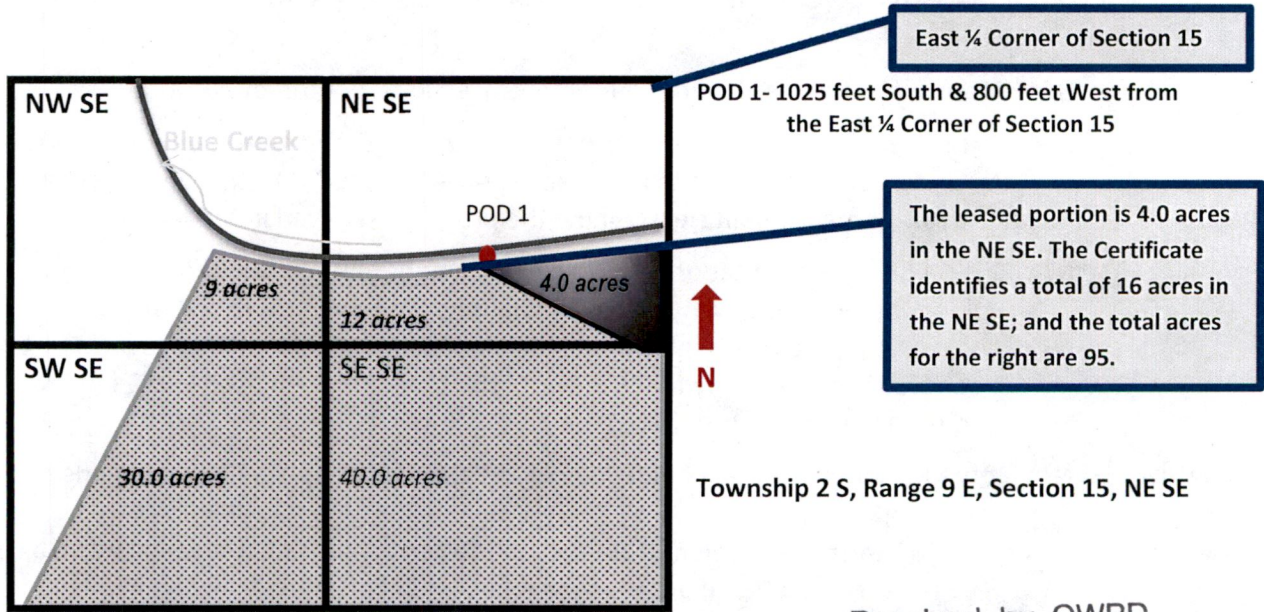 East ¼ Corner of Section 15
NW SE
NE SE
POD 1- 1025 feet South & 800 feet West from
the East ¼ Corner of Section 15
Blue Creek
POD 1
The leased portion is 4.0 acres
in the NE SE. The Certificate
identifies a total of 16 acres in
the NE SE; and the total acres
for the right are 95.
9 acres
4.0 acres
12 acres
N
SW SE
SE SE
30.0 acres
40.0 acres
Township 2 S, Range 9 E, Section 15, NE SE
Received by OWRD